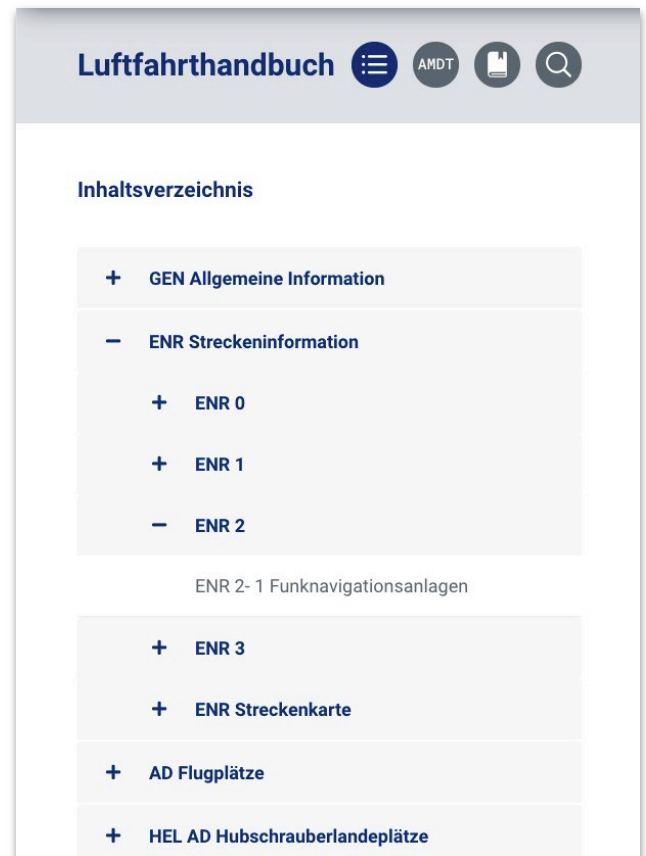 Luftfahrthandbuch AMDT
Inhaltsverzeichnis
+ GEN Allgemeine Information
− ENR Streckeninformation
+ ENR 0
+ ENR 1
− ENR 2
ENR 2- 1 Funknavigationsanlagen
+ ENR 3
+ ENR Streckenkarte
+ AD Flugplätze
+ HEL AD Hubschrauberlandeplätze